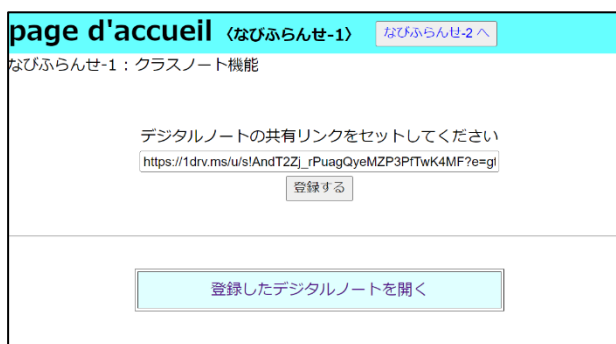 page d'accueil 〈なびふらんせ-1〉 なびふらんせ-2 へ
なびふらんせ-1：クラスノート機能
デジタルノートの共有リンクをセットしてください
https://1drv.ms/u/s!AndT2Zj_rPuagQyeMZP3PfTwK4MF?e=g
登録する
登録したデジタルノートを開く